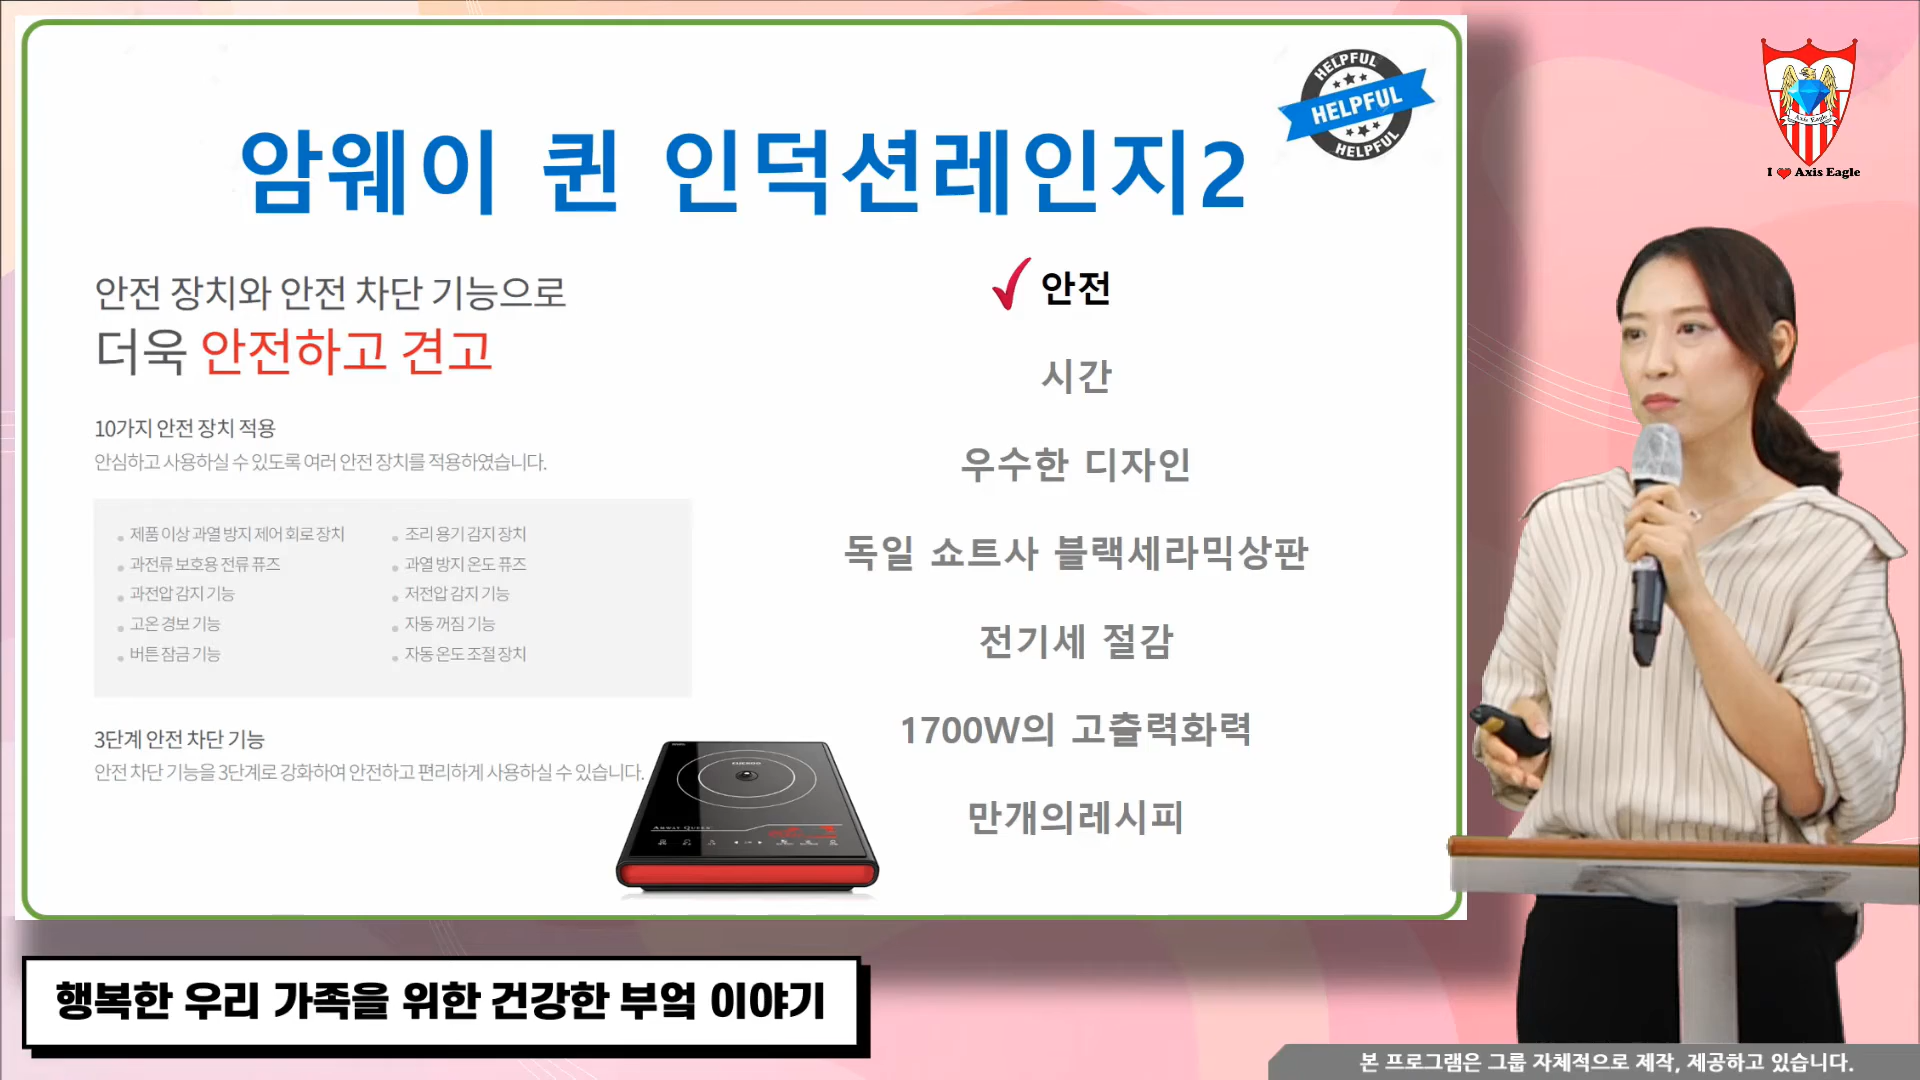 HELPFUL
HELPFUL
HELPFUL
I ❤ Axis Eagle
Axis Eagle
암웨이 퀸 인덕션레인지2
안전 장치와 안전 차단 기능으로
더욱 안전하고 견고
10가지 안전 장치 적용
안심하고 사용하실 수 있도록 여러 안전 장치를 적용하였습니다.
제품 이상 과열 방지 제어 회로 장치
과전류 보호용 전류 퓨즈
과전압 감지 기능
고온 경보 기능
버튼 잠금 기능
조리 용기 감지 장치
과열 방지 온도 퓨즈
저전압 감지 기능
자동 꺼짐 기능
자동 온도 조절 장치
3단계 안전 차단 기능
안전 차단 기능을 3단계로 강화하여 안전하고 편리하게 사용하실 수 있습니다.
AMWAY QUEEN
안전
시간
우수한 디자인
독일 쇼트사 블랙세라믹상판
전기세 절감
1700W의 고출력화력
만개의레시피
행복한 우리 가족을 위한 건강한 부엌 이야기
본 프로그램은 그룹 자체적으로 제작, 제공하고 있습니다.